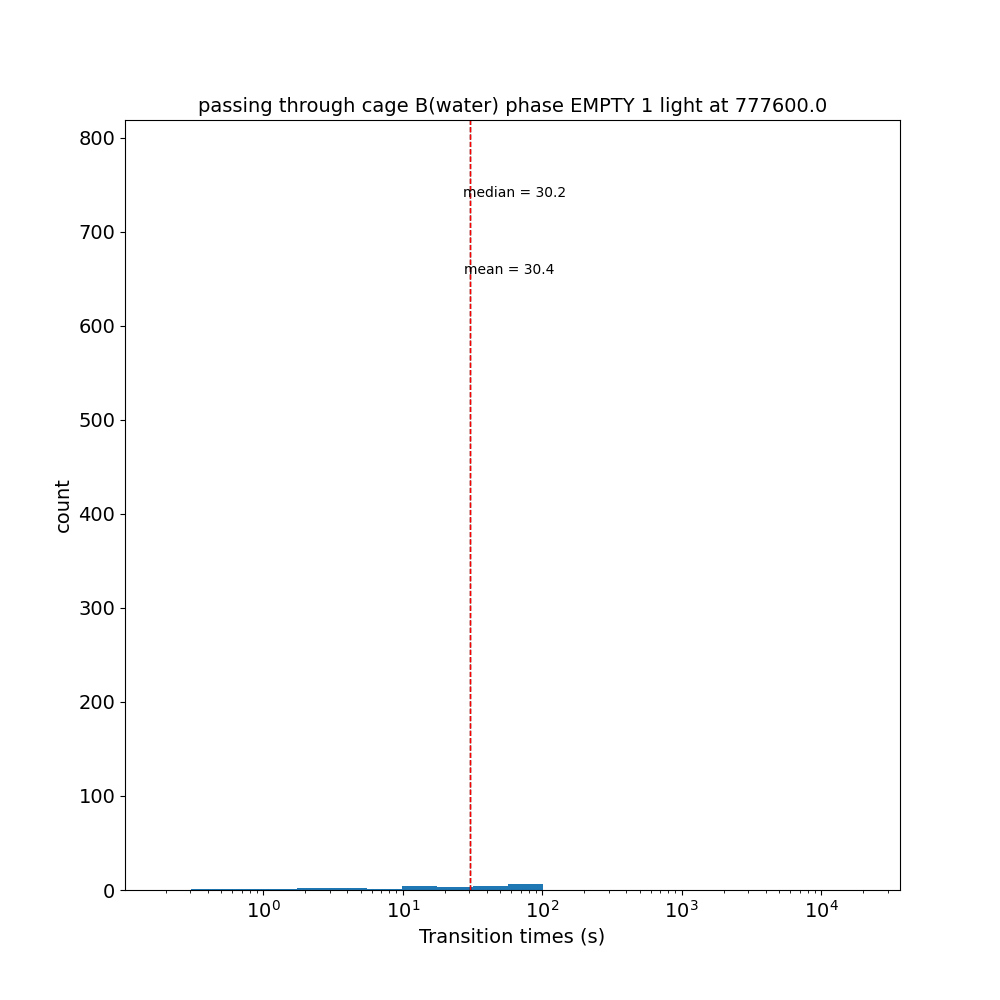 passing through cage B(water) phase EMPTY 1 light at 777600.0
800
median = 30.2
700
mean = 30.4
600
500
count
400
300
200
100
0
10^0 10^1 10^2 10^3 10^4
Transition times (s)